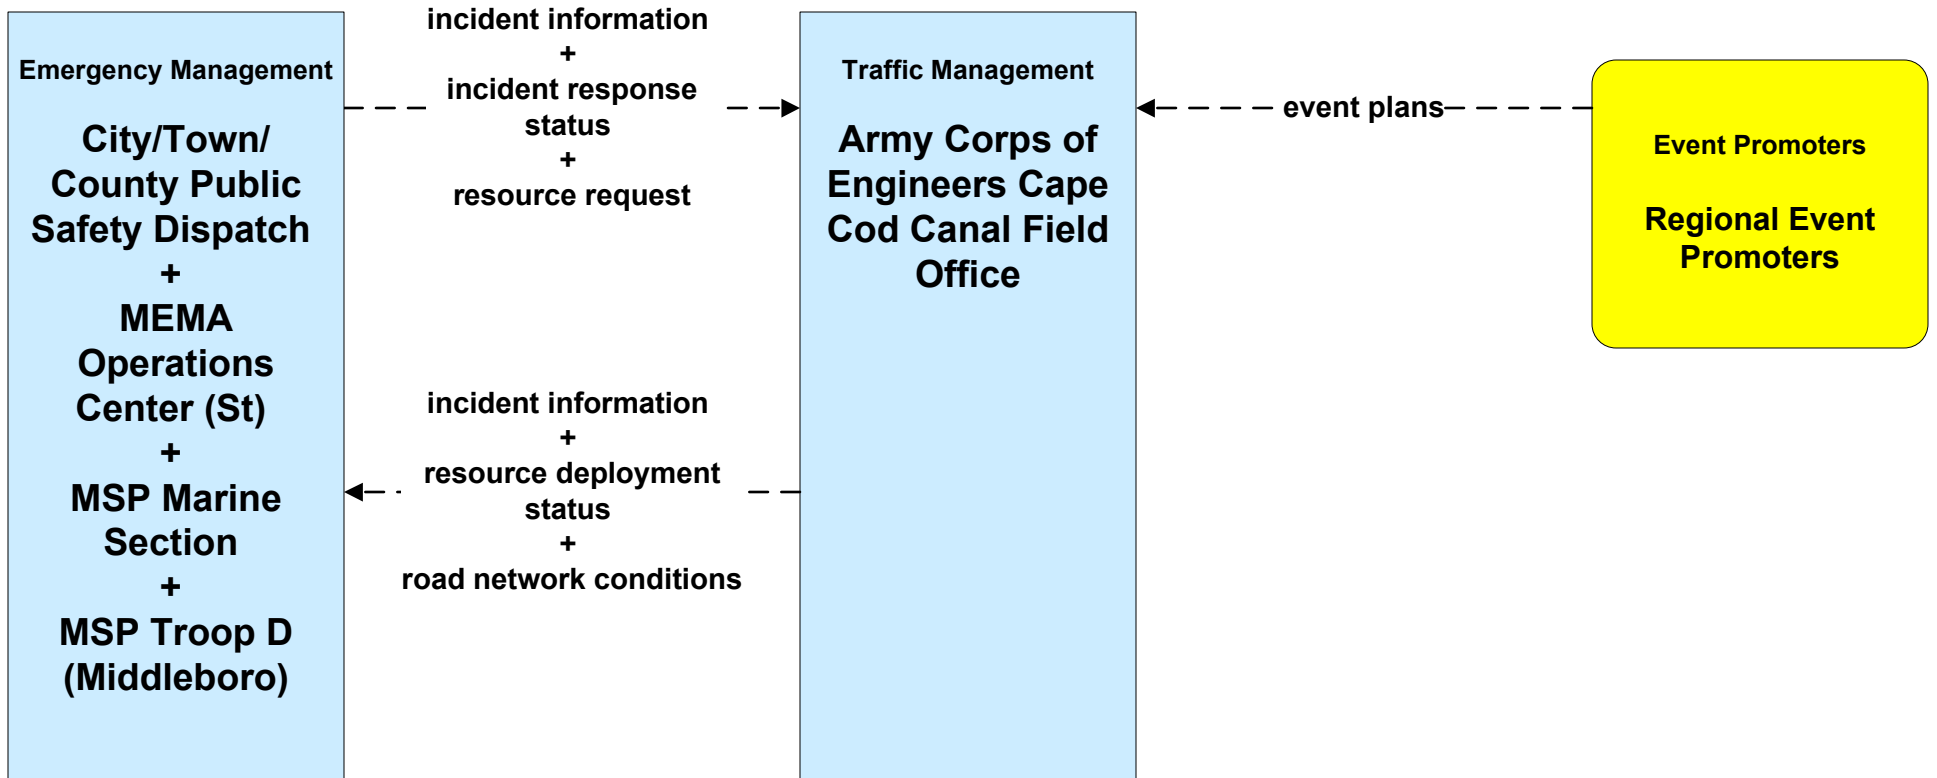 Emergency Management
City/Town/
County Public
Safety Dispatch
+
MEMA
Operations
Center (St)
+
MSP Marine
Section
+
MSP Troop D
(Middleboro)
incident information
+
incident response
status
+
resource request
incident information
+
resource deployment
status
+
road network conditions
Traffic Management
Army Corps of
Engineers Cape
Cod Canal Field
Office
event plans
Event Promoters
Regional Event
Promoters